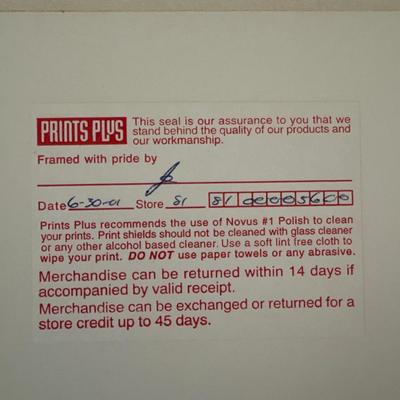 PRINTS PLUS This seal is our assurance to you that we
stand behind the quality of our products and
our workmanship.
Framed with pride by
Date 6-30-01 Store 81 81 00005600
Prints Plus recommends the use of Novus #1 Polish to clean
your prints. Print shields should not be cleaned with glass cleaner
or any other alcohol based cleaner. Use a soft lint free cloth to
wipe your print. DO NOT use paper towels or any abrasive.
Merchandise can be returned within 14 days if
accompanied by valid receipt.
Merchandise can be exchanged or returned for a
store credit up to 45 days.